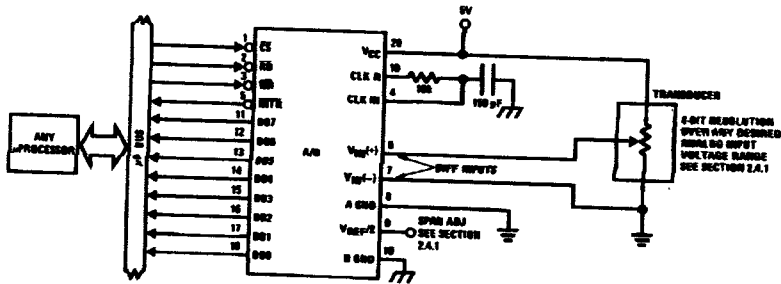 5V
ANY
µPROCESSOR
µP BUS
A/D
1
CS
2
RD
3
WR
5
INTR
11
DB7
12
DB6
13
DB5
14
DB4
15
DB3
16
DB2
17
DB1
18
DB0
VCC
20
CLK R
19
10k
CLK IN
4
150 pF
VIN(+)
6
DIFF INPUTS
VIN(–)
7
A GND
8
VREF/2
9
SPAN ADJ
SEE SECTION
2.4.1
D GND
10
TRANSDUCER
8-BIT RESOLUTION
OVER ANY DESIRED
ANALOG INPUT
VOLTAGE RANGE
SEE SECTION 2.4.1